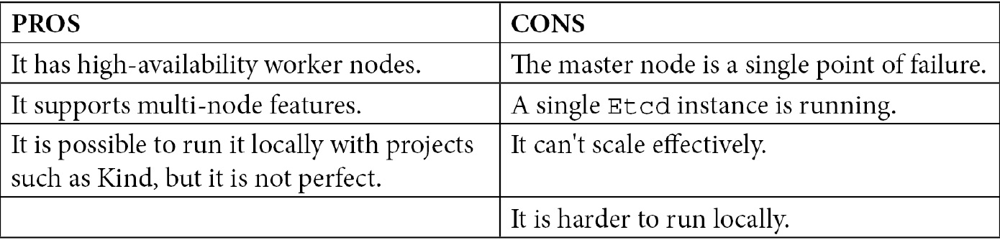 PROS
CONS
It has high-availability worker nodes.
The master node is a single point of failure.
It supports multi-node features.
A single Etcd instance is running.
It is possible to run it locally with projects
such as Kind, but it is not perfect.
It can't scale effectively.
It is harder to run locally.